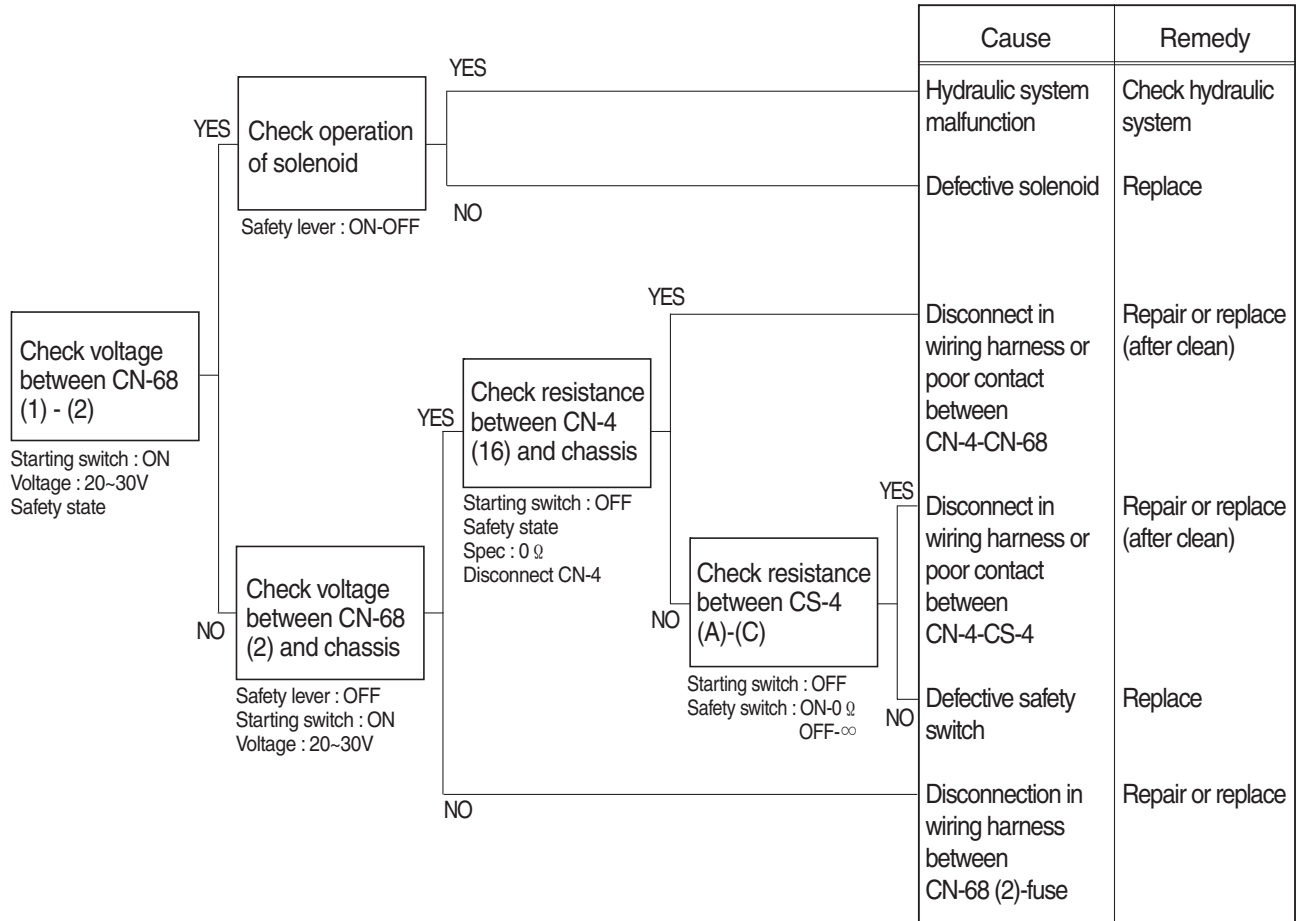 Cause
Remedy
YES
Hydraulic system
malfunction
Check hydraulic
system
YES
Check operation
of solenoid
Defective solenoid
Replace
NO
Safety lever : ON-OFF
YES
Disconnect in
wiring harness or
poor contact
between
CN-4-CN-68
Repair or replace
(after clean)
Check voltage
between CN-68
(1) - (2)
Starting switch : ON
Voltage : 20~30V
Safety state
YES
Check resistance
between CN-4
(16) and chassis
Starting switch : OFF
Safety state
Spec : 0 Ω
Disconnect CN-4
YES
Disconnect in
wiring harness or
poor contact
between
CN-4-CS-4
Repair or replace
(after clean)
NO
Check voltage
between CN-68
(2) and chassis
Safety lever : OFF
Starting switch : ON
Voltage : 20~30V
NO
Check resistance
between CS-4
(A)-(C)
Starting switch : OFF
Safety switch : ON-0 Ω
OFF-∞
NO
Defective safety
switch
Replace
NO
Disconnection in
wiring harness
between
CN-68 (2)-fuse
Repair or replace